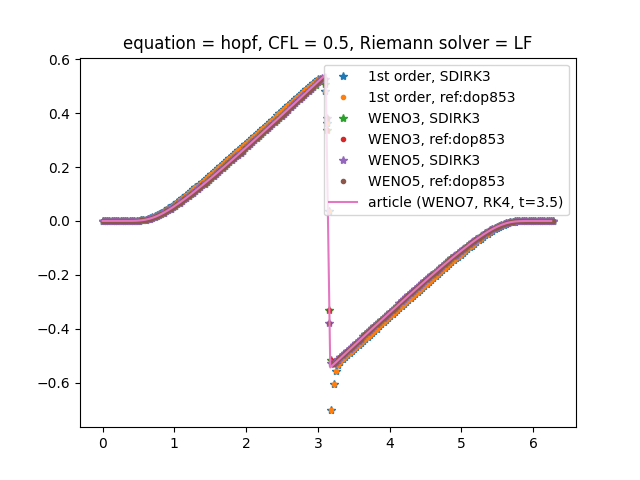 equation = hopf, CFL = 0.5, Riemann solver = LF
0.6
0.4
0.2
0.0
−0.2
−0.4
−0.6
1st order, SDIRK3
1st order, ref:dop853
WENO3, SDIRK3
WENO3, ref:dop853
WENO5, SDIRK3
WENO5, ref:dop853
article (WENO7, RK4, t=3.5)
0 1 2 3 4 5 6